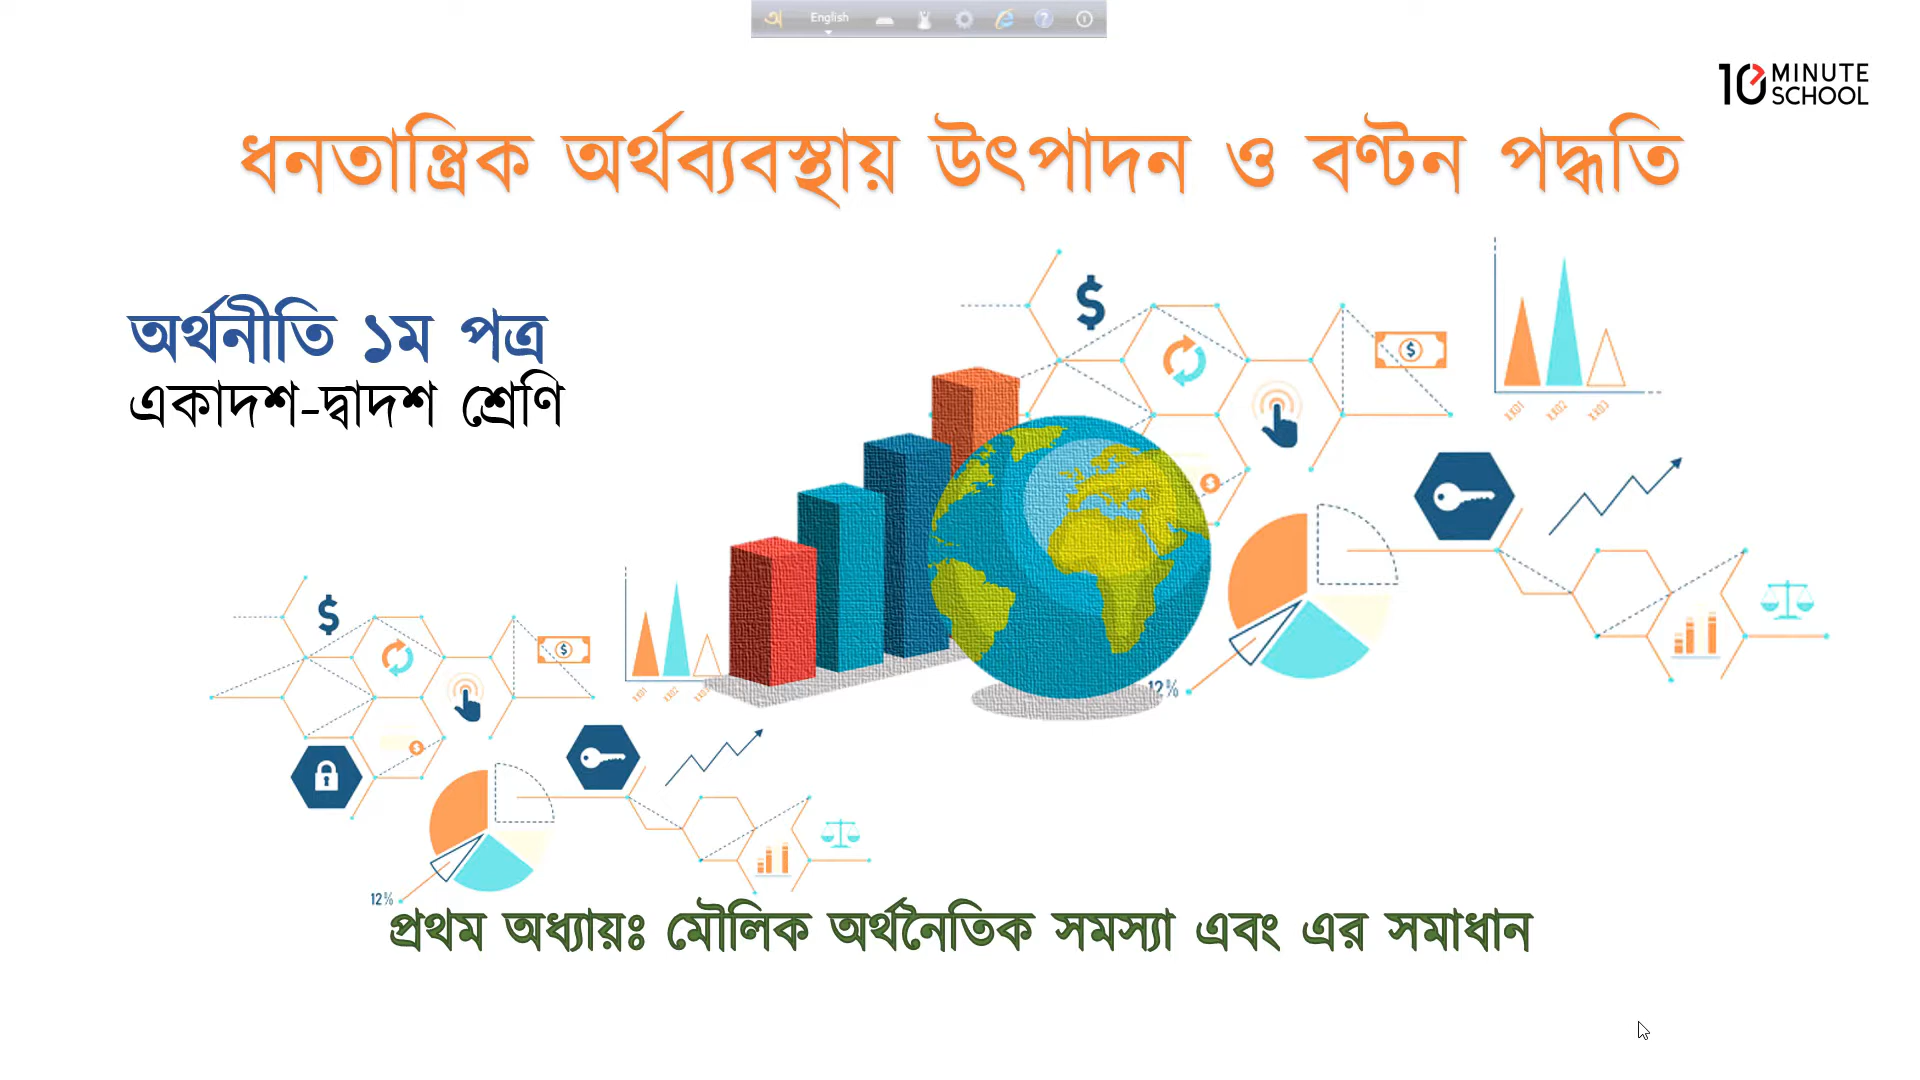 English
10 MINUTE SCHOOL
ধনতান্ত্রিক অর্থব্যবস্থায় উৎপাদন ও বণ্টন পদ্ধতি
অর্থনীতি ১ম পত্র
একাদশ-দ্বাদশ শ্রেণি
12%
12%
প্রথম অধ্যায়ঃ মৌলিক অর্থনৈতিক সমস্যা এবং এর সমাধান